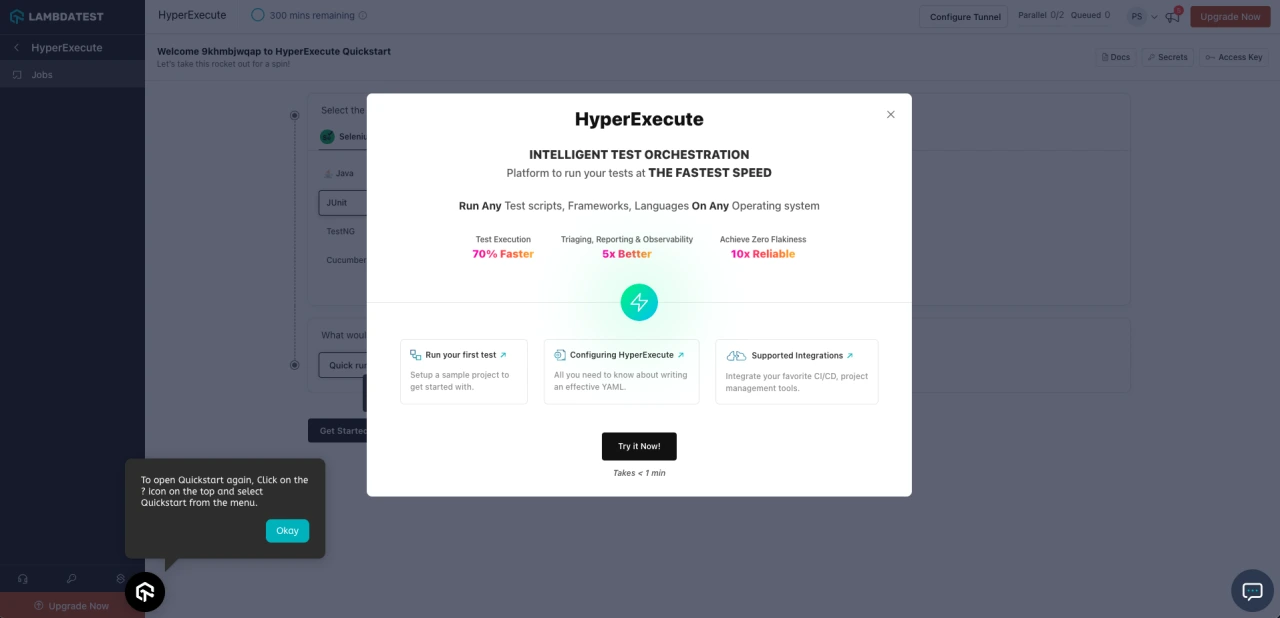 LAMBDATEST
HyperExecute
300 mins remaining
Configure Tunnel
Parallel 0/2
Queued 0
PS
5
Upgrade Now
HyperExecute
Jobs
Welcome 9khmbjwqap to HyperExecute Quickstart
Let's take this rocket out for a spin!
Docs
Secrets
Access Key
Select the
Java
JUnit
TestNG
Cucumber
What woul
Quick ru
HyperExecute
INTELLIGENT TEST ORCHESTRATION
Platform to run your tests at THE FASTEST SPEED
Run Any Test scripts, Frameworks, Languages On Any Operating system
Test Execution
70% Faster
Triaging, Reporting & Observability
5x Better
Achieve Zero Flakiness
10x Reliable
Run your first test
Setup a sample project to
get started with.
Configuring HyperExecute
All you need to know about writing
an effective YAML.
Supported Integrations
Integrate your favorite CI/CD, project
management tools.
Try it Now!
Takes < 1 min
To open Quickstart again, Click on the
? icon on the top and select
Quickstart from the menu.
Okay
Upgrade Now